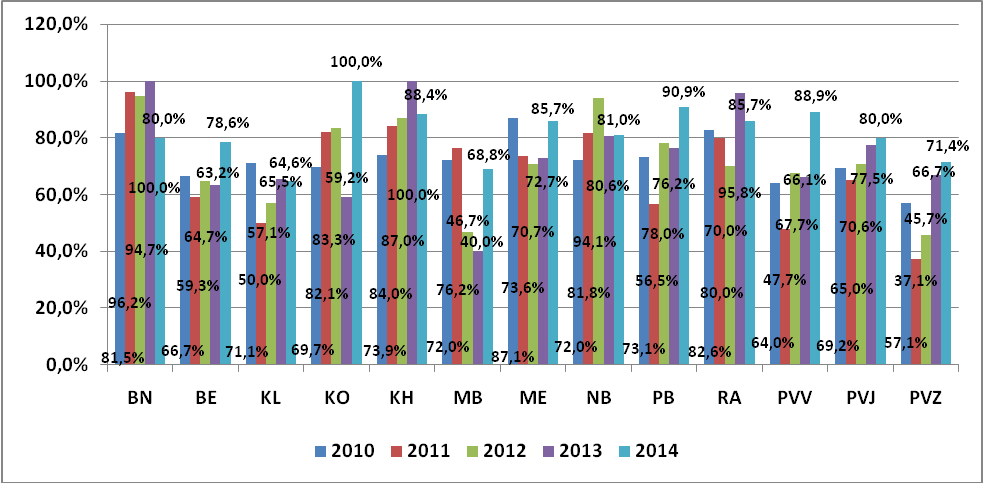 120,0%
100,0%
80,0%
60,0%
40,0%
20,0%
0,0%
81,5% 66,7% 71,1% 69,7% 73,9% 72,0% 87,1% 72,0% 73,1% 82,6% 64,0% 69,2% 57,1%
96,2% 59,3% 50,0% 82,1% 84,0% 76,2% 73,6% 81,8% 56,5% 80,0% 47,7% 65,0% 37,1%
94,7% 64,7% 57,1% 83,3% 87,0% 46,7% 70,7% 94,1% 78,0% 70,0% 67,7% 70,6% 45,7%
100,0% 63,2% 65,5% 59,2% 100,0% 40,0% 72,7% 80,6% 76,2% 95,8% 66,1% 77,5% 66,7%
80,0% 78,6% 64,6% 100,0% 88,4% 68,8% 85,7% 81,0% 90,9% 85,7% 88,9% 80,0% 71,4%
BN BE KL KO KH MB ME NB PB RA PVV PVJ PVZ
2010 2011 2012 2013 2014